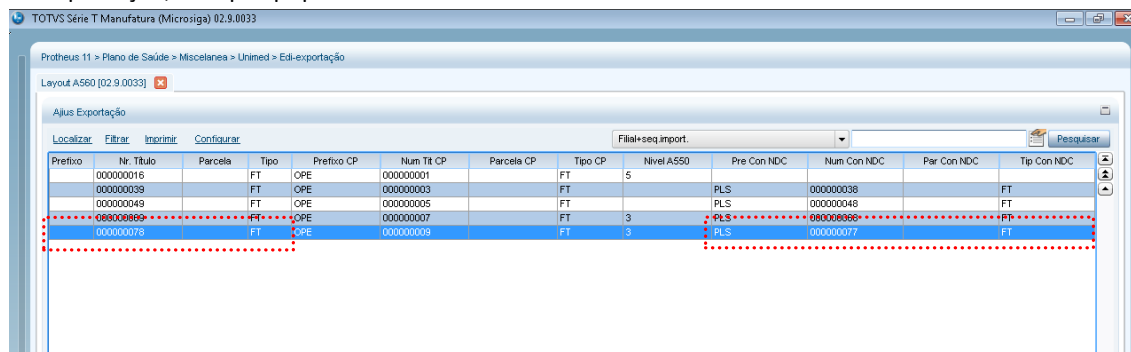 TOTVS Série T Manufatura (Microsiga) 02.9.0033
Protheus 11 > Plano de Saúde > Miscelanea > Unimed > Edi-exportação
Layout A560 [02.9.0033]
Ajius Exportação
Localizar Filtrar Imprimir Configurar Filial+seq.import. Pesquisar
Prefixo Nr. Título Parcela Tipo Prefixo CP Num Tit CP Parcela CP Tipo CP Nivel A550 Pre Con NDC Num Con NDC Par Con NDC Tip Con NDC
000000016 FT OPE 000000001 FT 5
000000039 FT OPE 000000003 FT PLS 000000038 FT
000000049 FT OPE 000000005 FT PLS 000000048 FT
FT OPE 000000007 FT 3 PLS FT
000000078 FT OPE 000000009 FT 3 PLS 000000077 FT